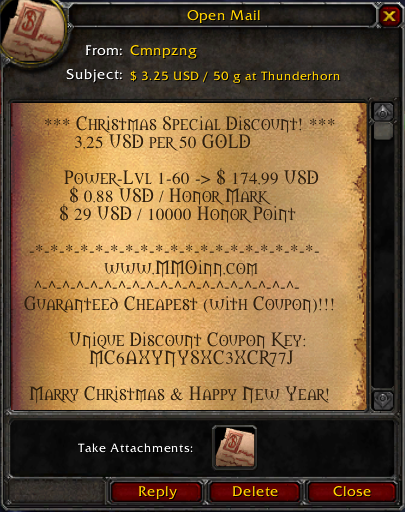 Open Mail
From: Cmnpzng
Subject: $ 3.25 USD / 50 g at Thunderhorn
*** Christmas Special Discount! ***
3.25 USD per 50 GOLD
Power-Lvl 1-60 -> $ 174.99 USD
$ 0.88 USD / Honor Mark
$ 29 USD / 10000 Honor Point
-*-*-*-*-*-*-*-*-*-*-*-*-*-*-*-*-*-*-*-
www.MMOinn.com
^-^-^-^-^-^-^-^-^-^-^-^-^-^-^-^-^-^-^-
Guaranteed Cheapest (with Coupon)!!!
Unique Discount Coupon Key:
MC6AXYNY8XC3XCR77J
Marry Christmas & Happy New Year!
Take Attachments:
Reply Delete Close